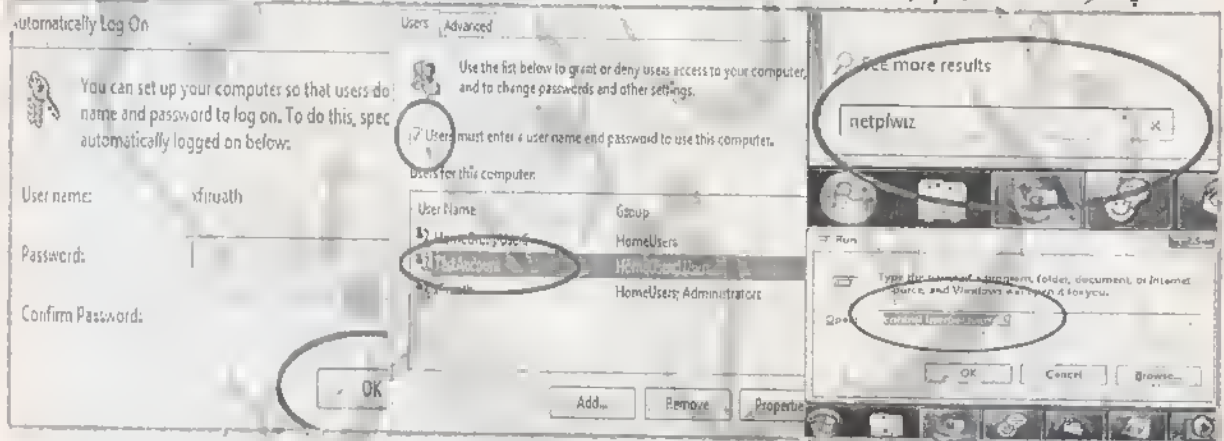 Automatically Log On
You can set up your computer so that users do
name and password to log on. To do this, spec
automatically logged on below:
User name:
Password:
Confirm Password:
OK
Users Advanced
Use the list below to grant or deny users access to your computer,
and to change passwords and other settings.
Users must enter a user name and password to use this computer.
Users for this computer:
User Name Group
HomeUsers
HomeUsers; Administrators
Add... Remove Propertie
See more results
netplwiz
Run
Type the name of a program, folder, document, or Internet
resource, and Windows will open it for you.
Open:
OK Cancel Browse...